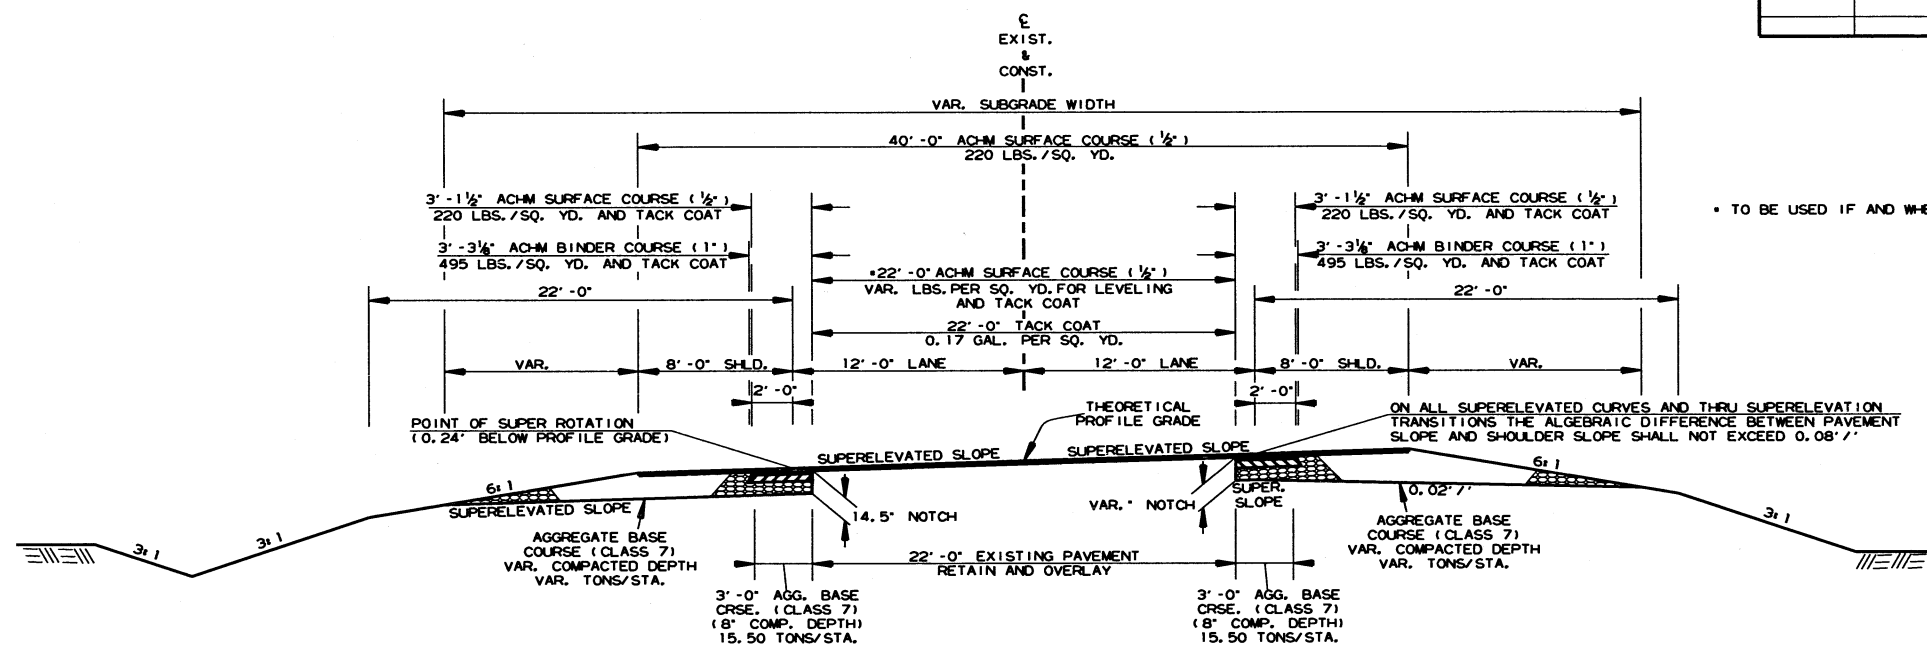 ℄
EXIST.
&
CONST.
VAR. SUBGRADE WIDTH
40'-0" ACHM SURFACE COURSE (½")
220 LBS./SQ. YD.
3'-1½" ACHM SURFACE COURSE (½")
220 LBS./SQ. YD. AND TACK COAT
3'-1½" ACHM SURFACE COURSE (½")
220 LBS./SQ. YD. AND TACK COAT
* TO BE USED IF AND
3'-3⅛" ACHM BINDER COURSE (1")
495 LBS./SQ. YD. AND TACK COAT
3'-3⅛" ACHM BINDER COURSE (1")
495 LBS./SQ. YD. AND TACK COAT
*22'-0" ACHM SURFACE COURSE (½")
VAR. LBS. PER SQ. YD. FOR LEVELING
AND TACK COAT
22'-0"
22'-0"
22'-0" TACK COAT
0.17 GAL. PER SQ. YD.
VAR.
8'-0" SHLD.
12'-0" LANE
12'-0" LANE
8'-0" SHLD.
VAR.
2'-0"
2'-0"
THEORETICAL
PROFILE GRADE
POINT OF SUPER ROTATION
(0.24' BELOW PROFILE GRADE)
ON ALL SUPERELEVATED CURVES AND THRU SUPERELEVATION
TRANSITIONS THE ALGEBRAIC DIFFERENCE BETWEEN PAVEMENT
SLOPE AND SHOULDER SLOPE SHALL NOT EXCEED 0.08'/'
SUPERELEVATED SLOPE
SUPERELEVATED SLOPE
6:1
6:1
SUPERELEVATED SLOPE
14.5" NOTCH
VAR." NOTCH
SUPER.
SLOPE
0.02'/'
3:1
3:1
3:1
AGGREGATE BASE
COURSE (CLASS 7)
VAR. COMPACTED DEPTH
VAR. TONS/STA.
AGGREGATE BASE
COURSE (CLASS 7)
VAR. COMPACTED DEPTH
VAR. TONS/STA.
22'-0" EXISTING PAVEMENT
RETAIN AND OVERLAY
3'-0" AGG. BASE
CRSE. (CLASS 7)
(8" COMP. DEPTH)
15.50 TONS/STA.
3'-0" AGG. BASE
CRSE. (CLASS 7)
(8" COMP. DEPTH)
15.50 TONS/STA.